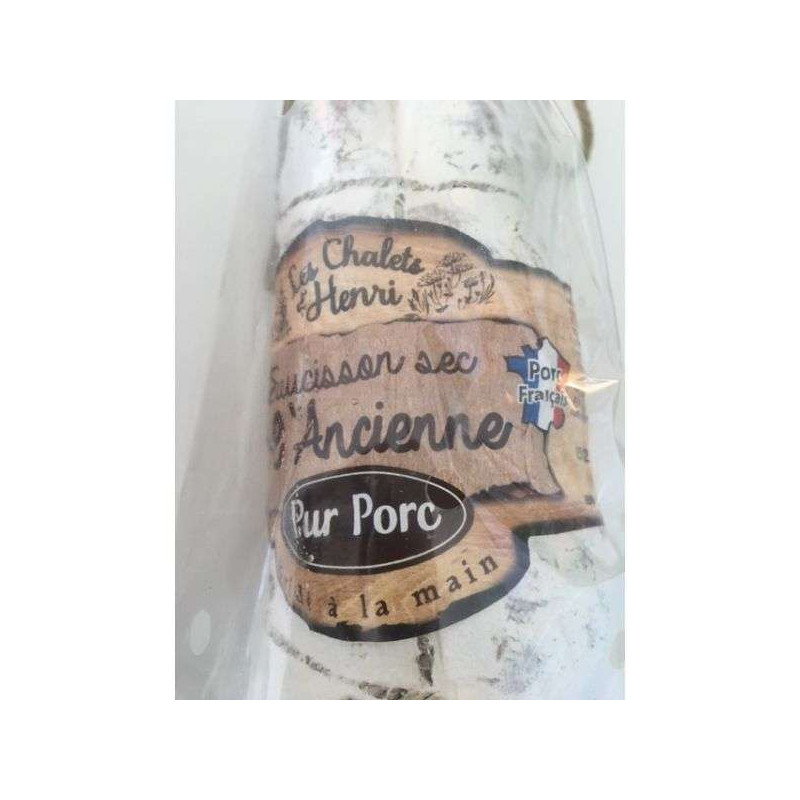 Les Chalets
d'Henri
Saucisson sec
Ancienne
Porc
Français
Pur Porc
à la main